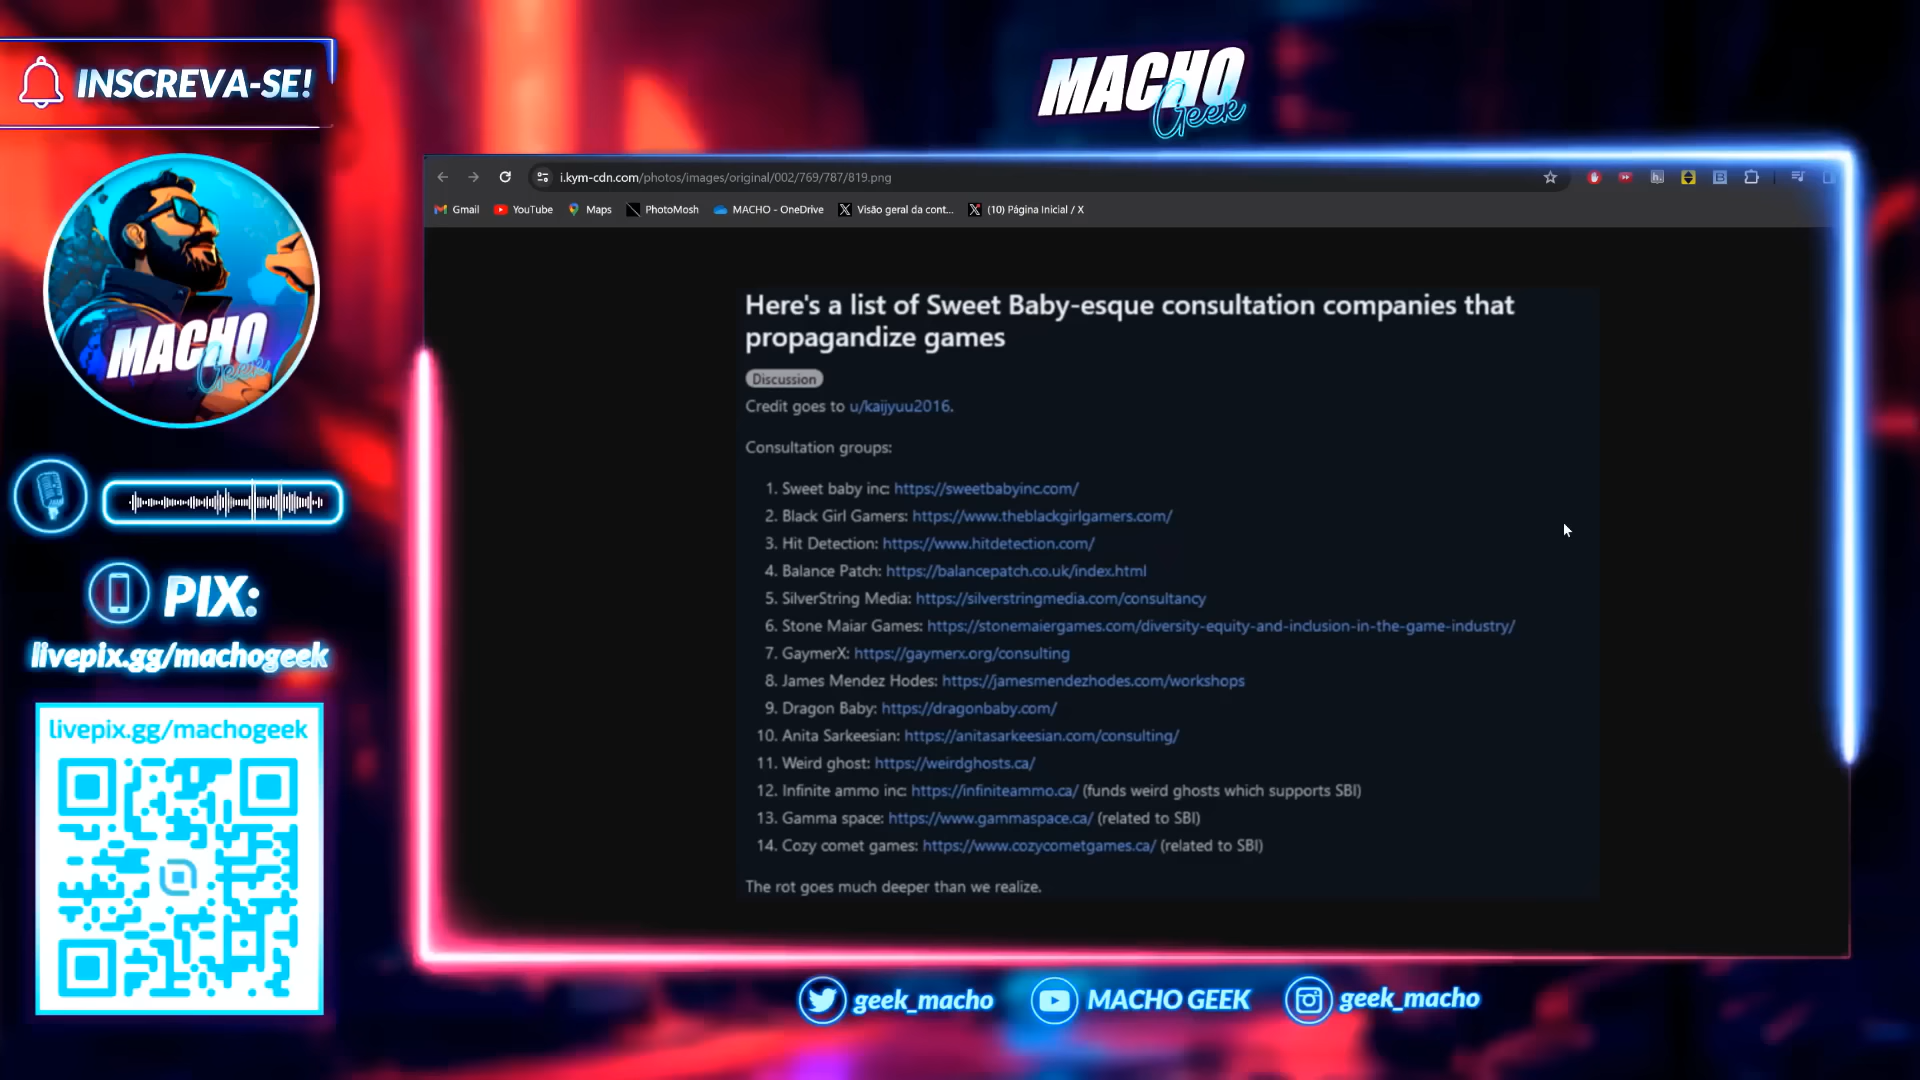 INSCREVA-SE!
MACHO
Geek
MACHO
Geek
PIX:
livepix.gg/machogeek
livepix.gg/machogeek
i.kym-cdn.com/photos/images/original/002/769/787/819.png
Gmail
YouTube
Maps
PhotoMosh
MACHO - OneDrive
Visão geral da cont...
(10) Página Inicial / X
Here's a list of Sweet Baby-esque consultation companies that
propagandize games
Discussion
Credit goes to u/kaijyuu2016.
Consultation groups:
1. Sweet baby inc: https://sweetbabyinc.com/
2. Black Girl Gamers: https://www.theblackgirlgamers.com/
3. Hit Detection: https://www.hitdetection.com/
4. Balance Patch: https://balancepatch.co.uk/index.html
5. SilverString Media: https://silverstringmedia.com/consultancy
6. Stone Maiar Games: https://stonemaiergames.com/diversity-equity-and-inclusion-in-the-game-industry/
7. GaymerX: https://gaymerx.org/consulting
8. James Mendez Hodes: https://jamesmendezhodes.com/workshops
9. Dragon Baby: https://dragonbaby.com/
10. Anita Sarkeesian: https://anitasarkeesian.com/consulting/
11. Weird ghost: https://weirdghosts.ca/
12. Infinite ammo inc: https://infiniteammo.ca/ (funds weird ghosts which supports SBI)
13. Gamma space: https://www.gammaspace.ca/ (related to SBI)
14. Cozy comet games: https://www.cozycometgames.ca/ (related to SBI)
The rot goes much deeper than we realize.
geek_macho
MACHO GEEK
geek_macho